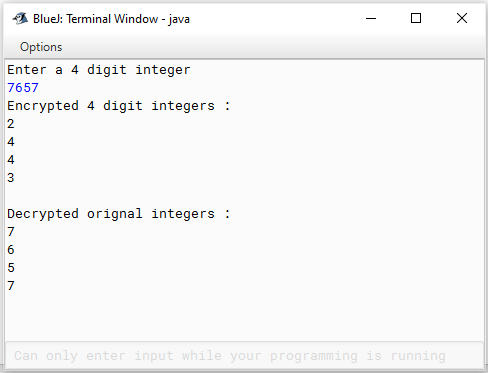 BlueJ: Terminal Window - java
Options
Enter a 4 digit integer
7657
Encrypted 4 digit integers :
2
4
4
3
Decrypted orignal integers :
7
6
5
7
Can only enter input while your programming is running